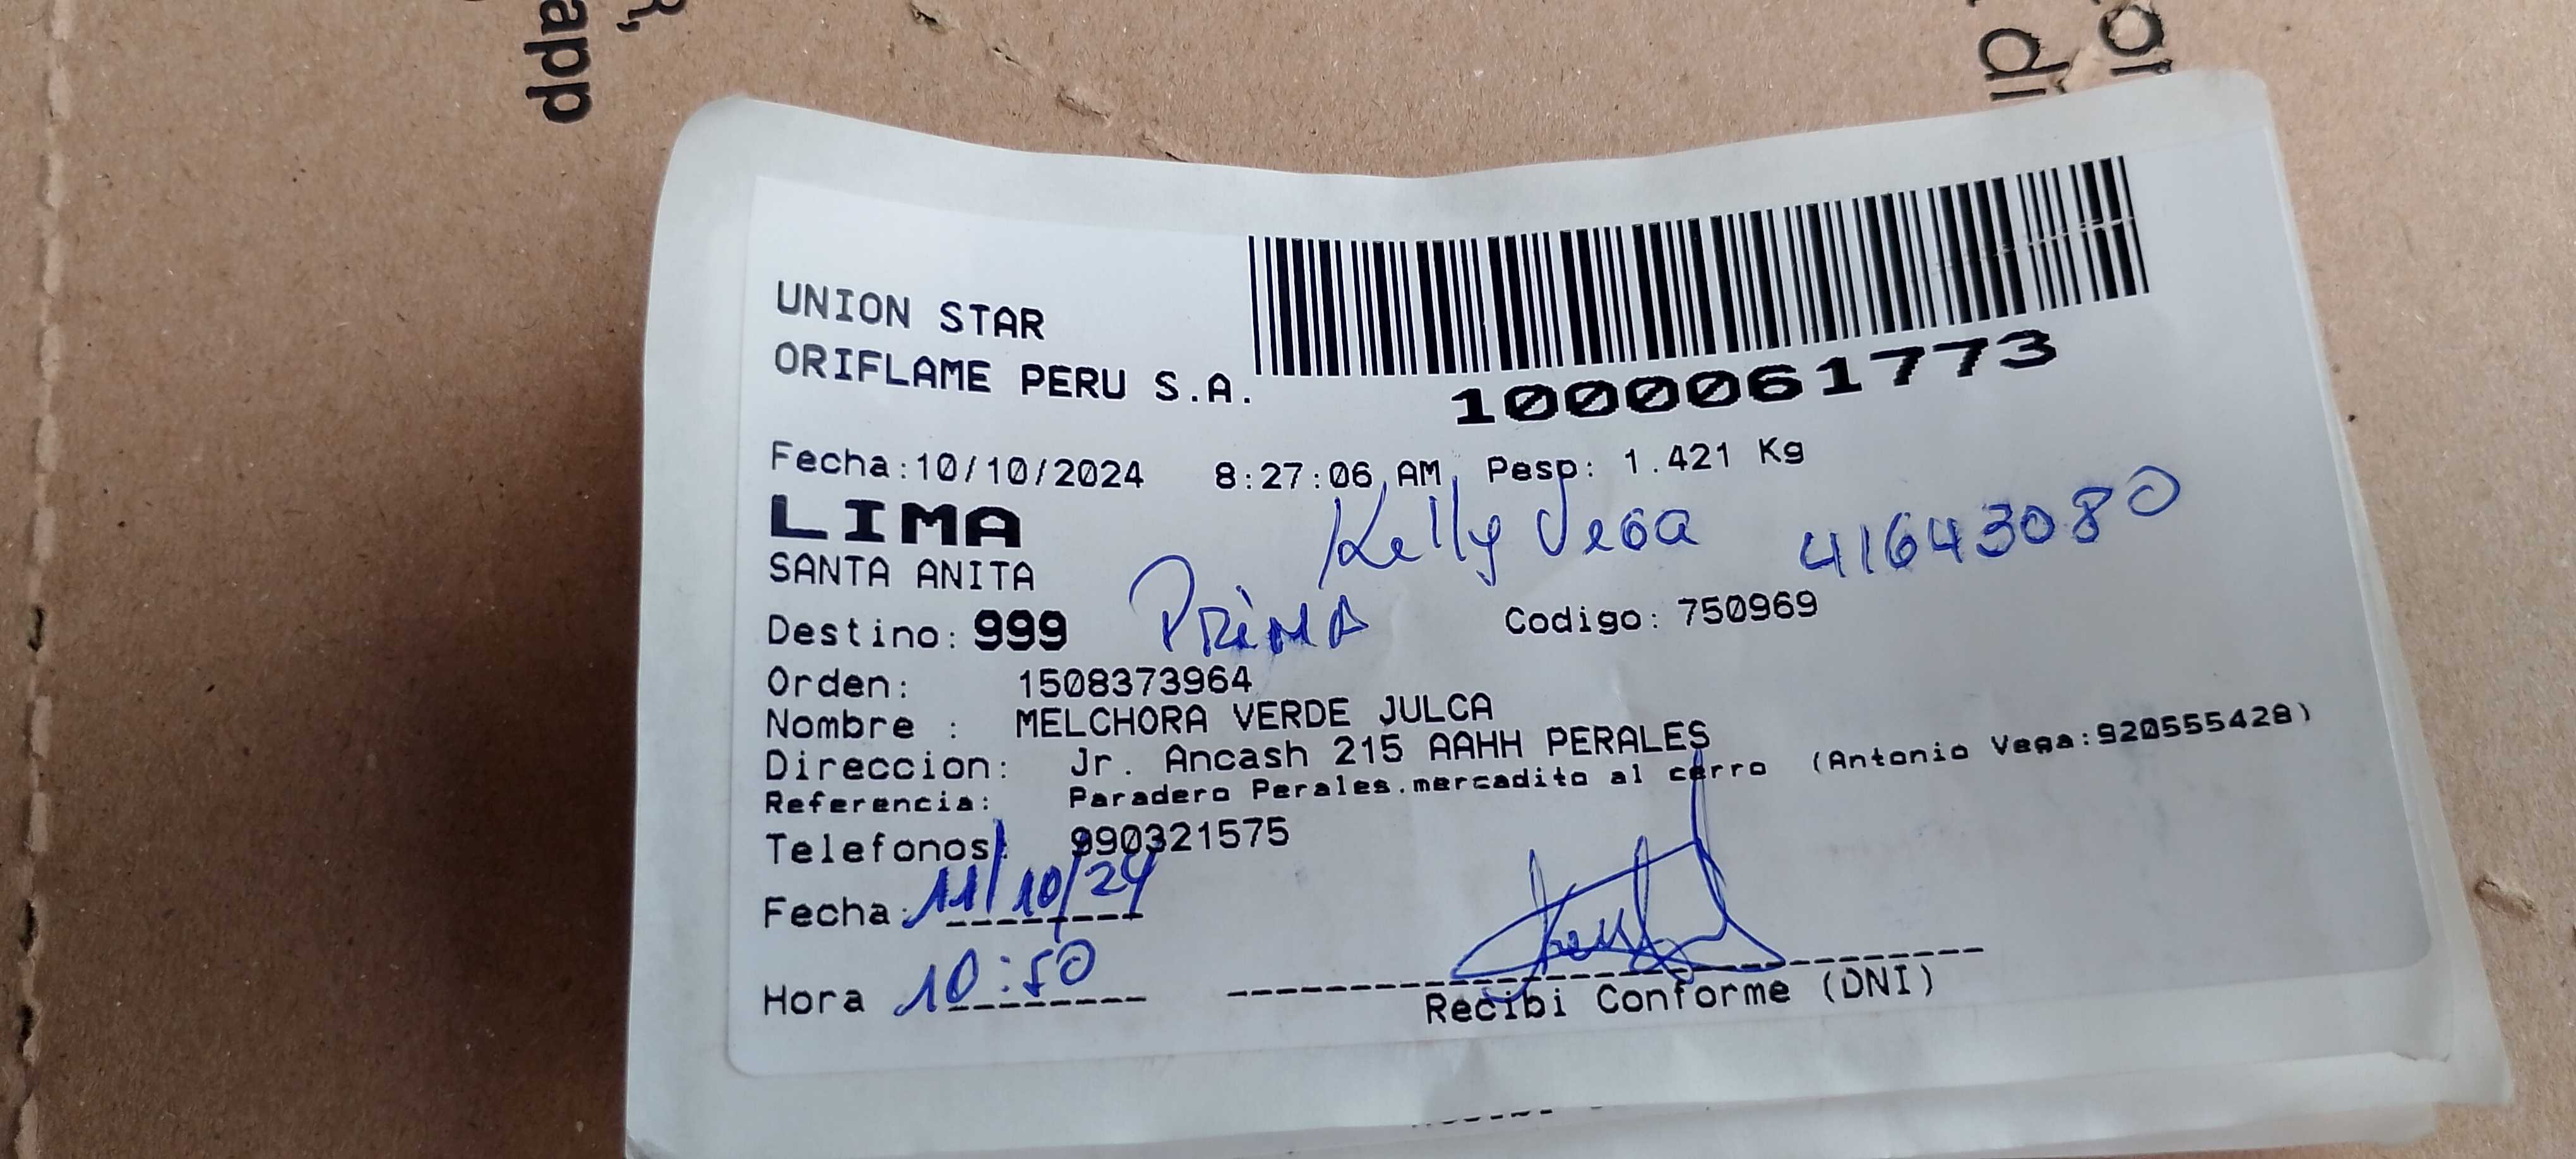 app
R,
di
or
UNION STAR
ORIFLAME PERU S.A.
1000061773
Fecha:10/10/2024 8:27:06 AM Peso: 1.421 Kg
LIMA
Kelly Vega 41643080
SANTA ANITA
Destino: 999 PRiMA Codigo: 750969
Orden: 1508373964
Nombre : MELCHORA VERDE JULCA
Direccion: Jr. Ancash 215 AAHH PERALES
Referencia: Paradero Perales.mercadito al cerro (Antonio Vega:920555428)
Telefonos: 990321575
Fecha: 11/10/24
Hora 10:50
Recibi Conforme (DNI)